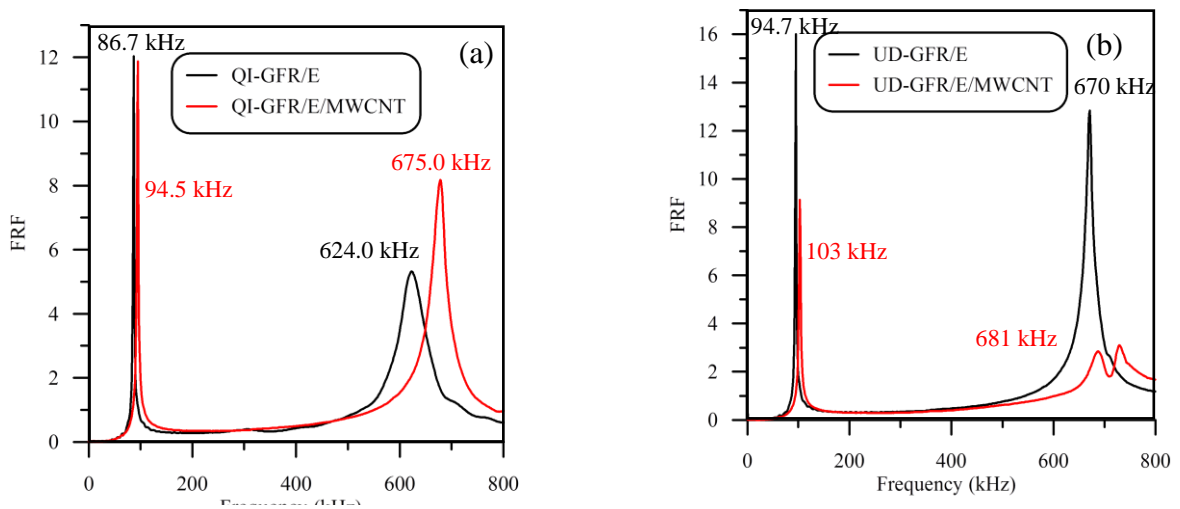 86.7 kHz
(a)
QI-GFR/E
QI-GFR/E/MWCNT
12
10
8
6
4
2
0
FRF
94.5 kHz
675.0 kHz
624.0 kHz
0 200 400 600 800
Frequency (kHz)
94.7 kHz
(b)
UD-GFR/E
UD-GFR/E/MWCNT
670 kHz
16
14
12
10
8
6
4
2
0
FRF
103 kHz
681 kHz
0 200 400 600 800
Frequency (kHz)